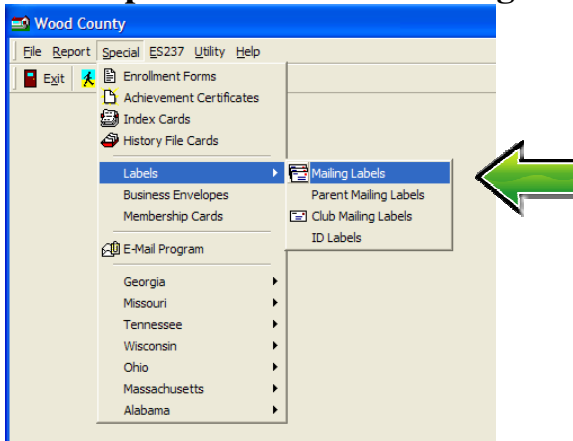 Wood County
File Report Special ES237 Utility Help
Exit
Enrollment Forms
Achievement Certificates
Index Cards
History File Cards
Labels
Mailing Labels
Parent Mailing Labels
Club Mailing Labels
ID Labels
Business Envelopes
Membership Cards
E-Mail Program
Georgia
Missouri
Tennessee
Wisconsin
Ohio
Massachusetts
Alabama